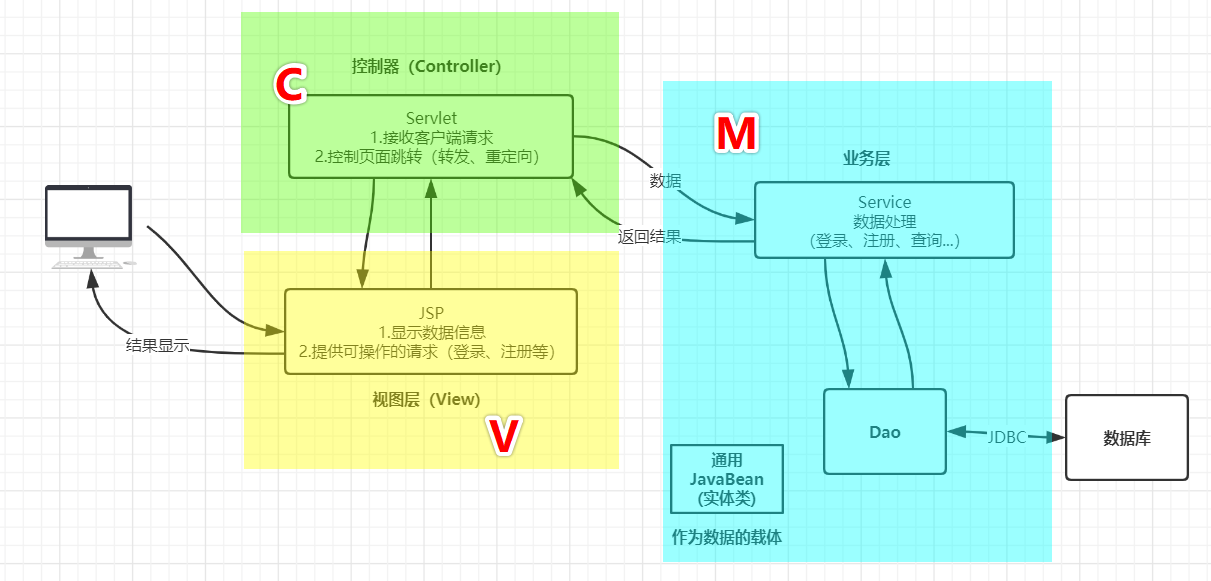 控制器（Controller）
C
Servlet
1.接收客户端请求
2.控制页面跳转（转发、重定向）
M
业务层
数据
Service
数据处理
（登录、注册、查询...）
返回结果
JSP
1.显示数据信息
2.提供可操作的请求（登录、注册等）
结果显示
视图层（View）
V
Dao
JDBC
数据库
通用
JavaBean
(实体类)
作为数据的载体